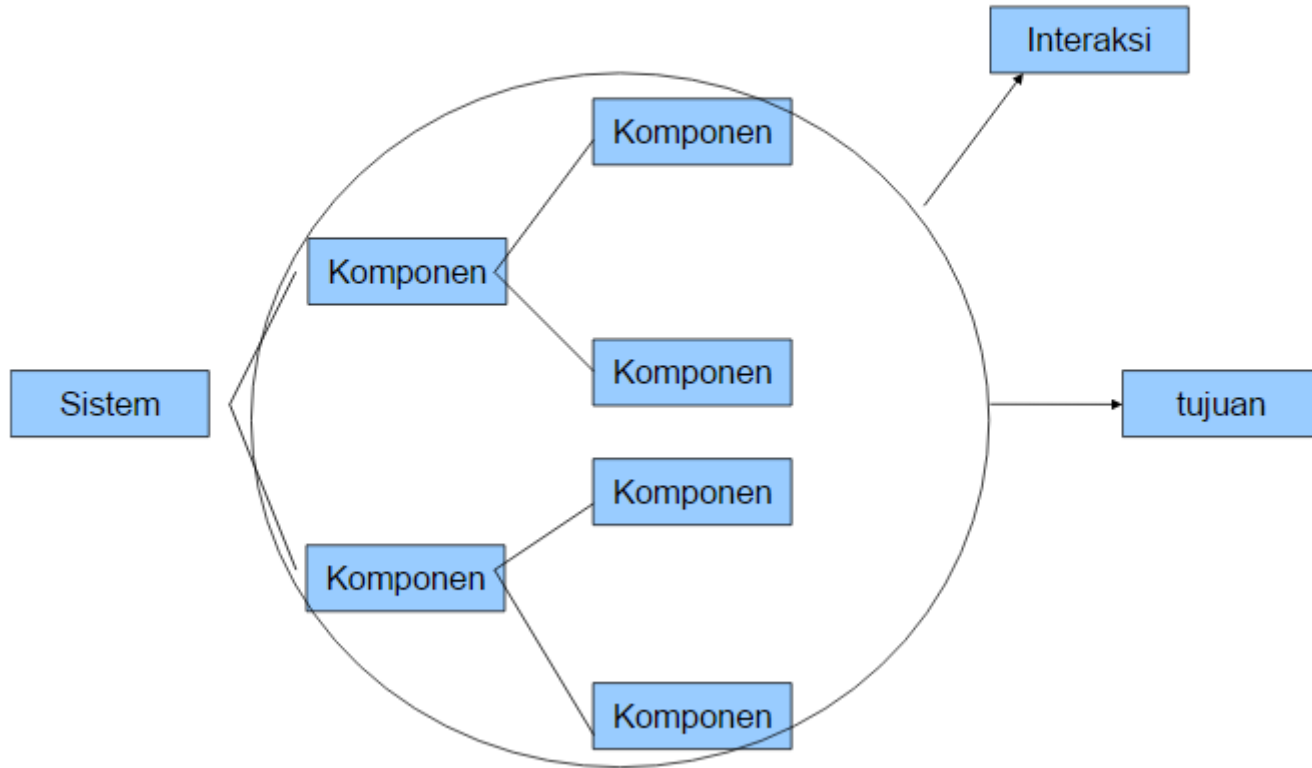 Interaksi
Komponen
Komponen
Komponen
Sistem
tujuan
Komponen
Komponen
Komponen